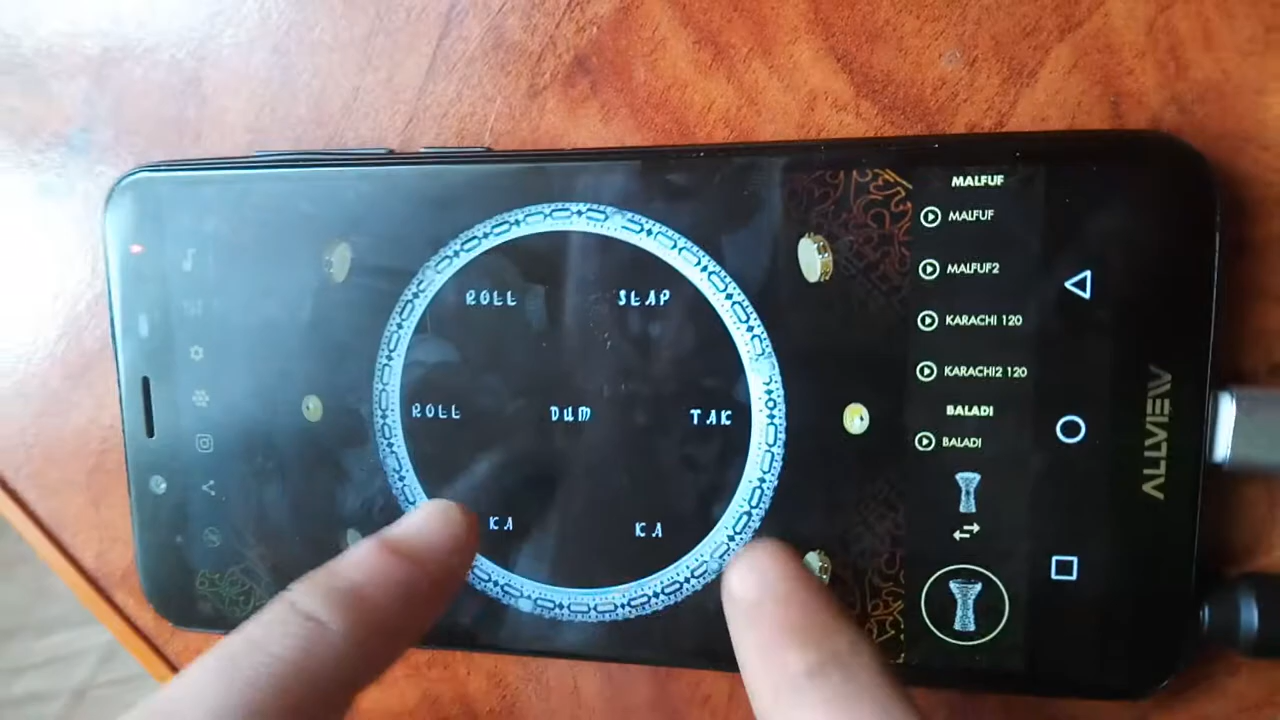 ROLL SLAP
ROLL DUM TAK
KA KA
MALFUF
MALFUF
MALFUF2
KARACHI 120
KARACHI2 120
BALADI
BALADI
ALLVIEW